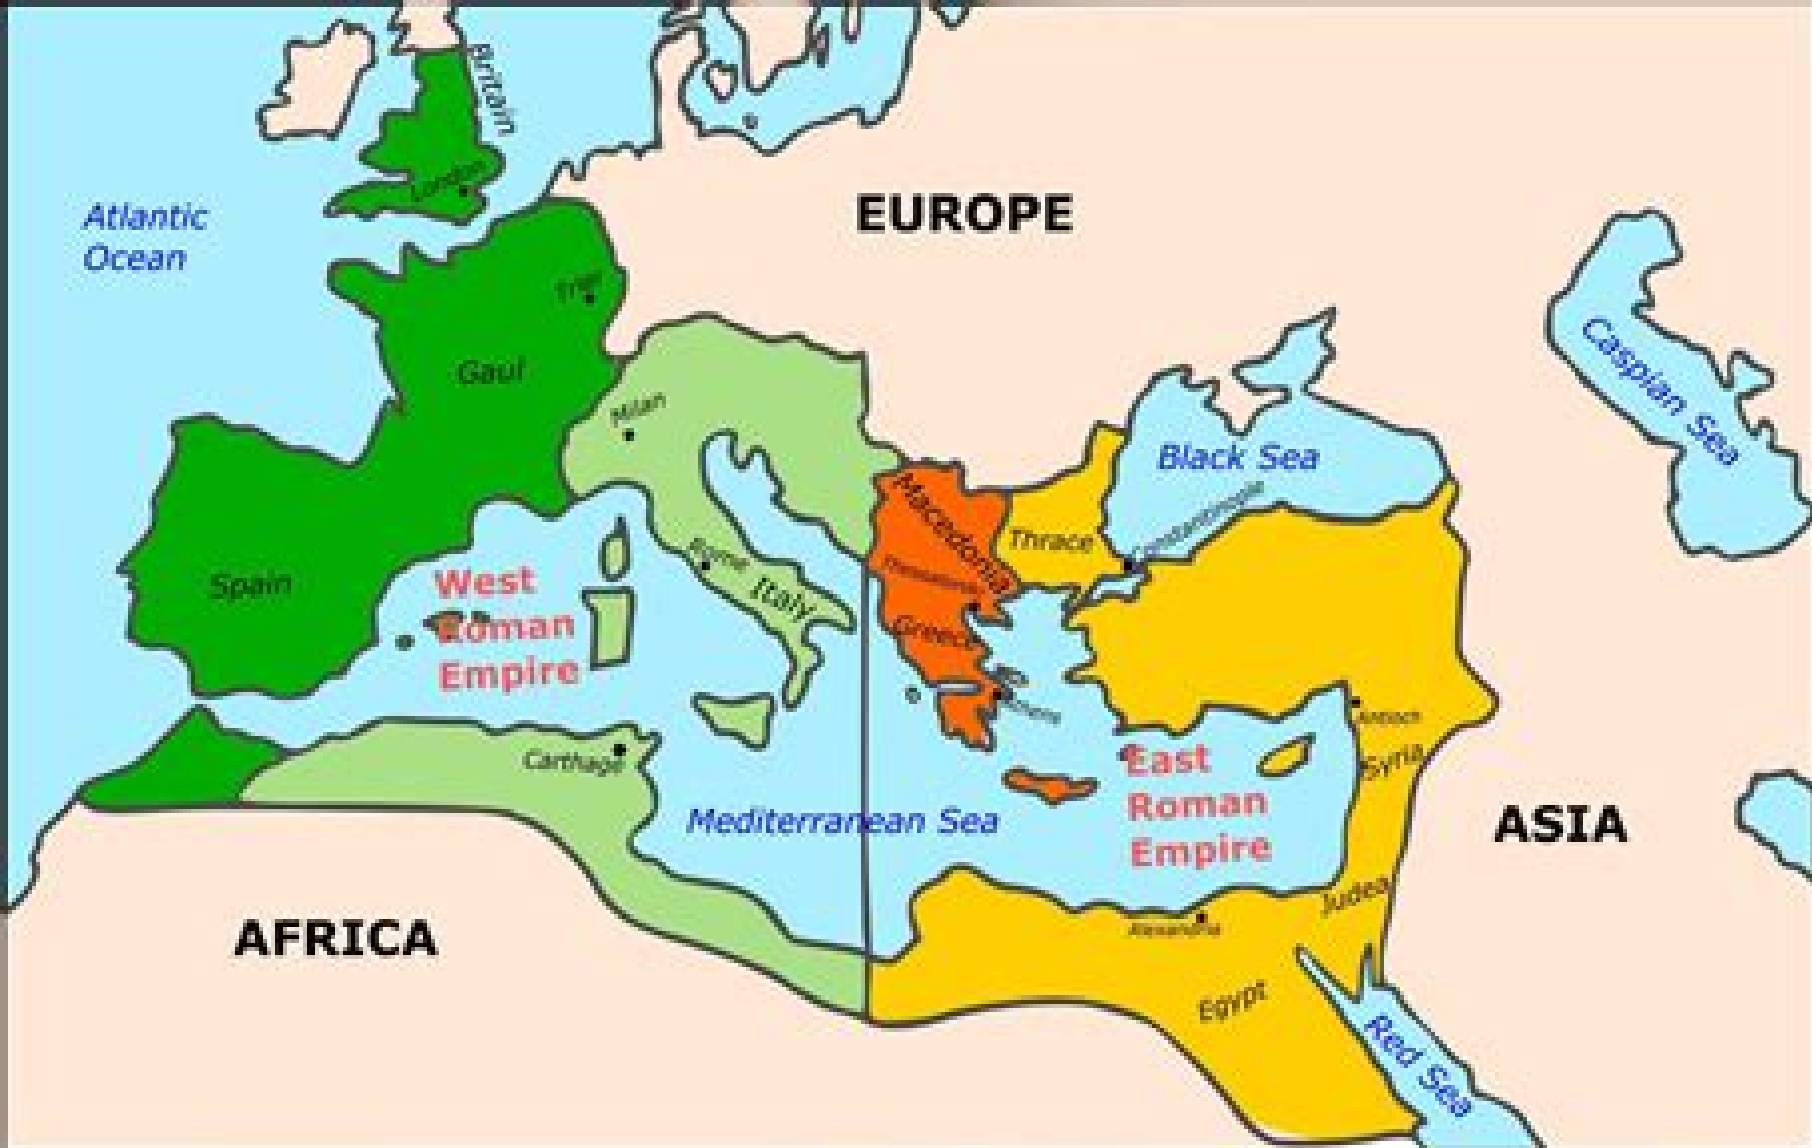 Britain
London
Atlantic
Ocean
EUROPE
Trier
Gaul
Milan
Caspian Sea
Black Sea
Macedonia
Constantinople
Thrace
Rome
Italy
Spain
West
Roman
Empire
Greece
Athens
Antioch
Carthage
Syria
East
Roman
Empire
Mediterranean Sea
ASIA
AFRICA
Judea
Alexandria
Egypt
Red Sea